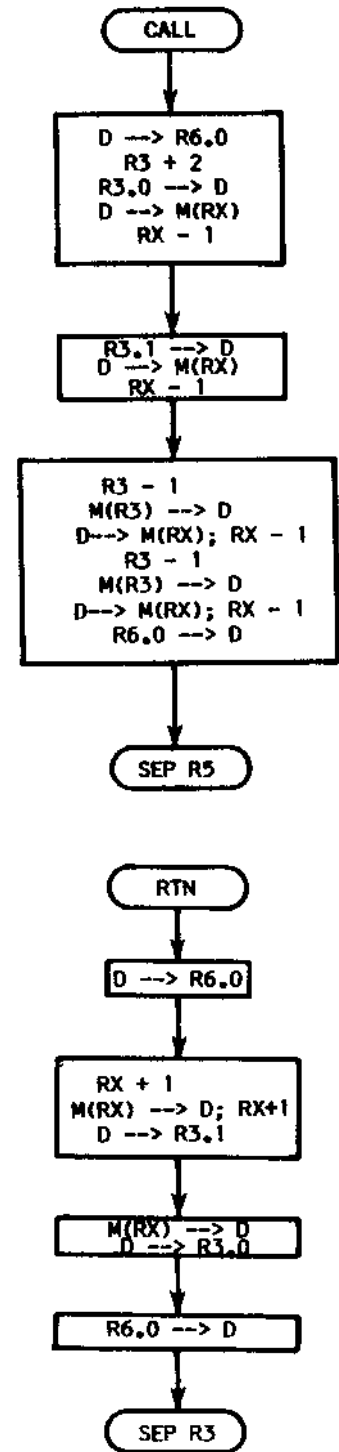 CALL
D --> R6.0
R3 + 2
R3.0 --> D
D --> M(RX)
RX - 1
R3.1 --> D
D --> M(RX)
RX - 1
R3 - 1
M(R3) --> D
D--> M(RX); RX - 1
R3 - 1
M(R3) --> D
D--> M(RX); RX - 1
R6.0 --> D
SEP R5
RTN
D --> R6.0
RX + 1
M(RX) --> D; RX+1
D --> R3.1
M(RX) --> D
D --> R3.0
R6.0 --> D
SEP R3